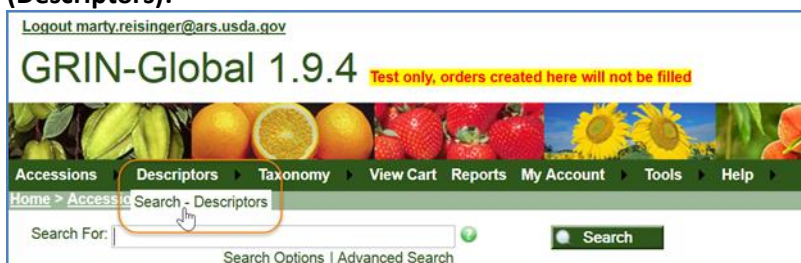 (Descriptors).
Logout marty.reisinger@ars.usda.gov
GRIN-Global 1.9.4 Test only, orders created here will not be filled
Accessions Descriptors Taxonomy View Cart Reports My Account Tools Help
Home > Accessio
Search - Descriptors
Search For: Search
Search Options | Advanced Search